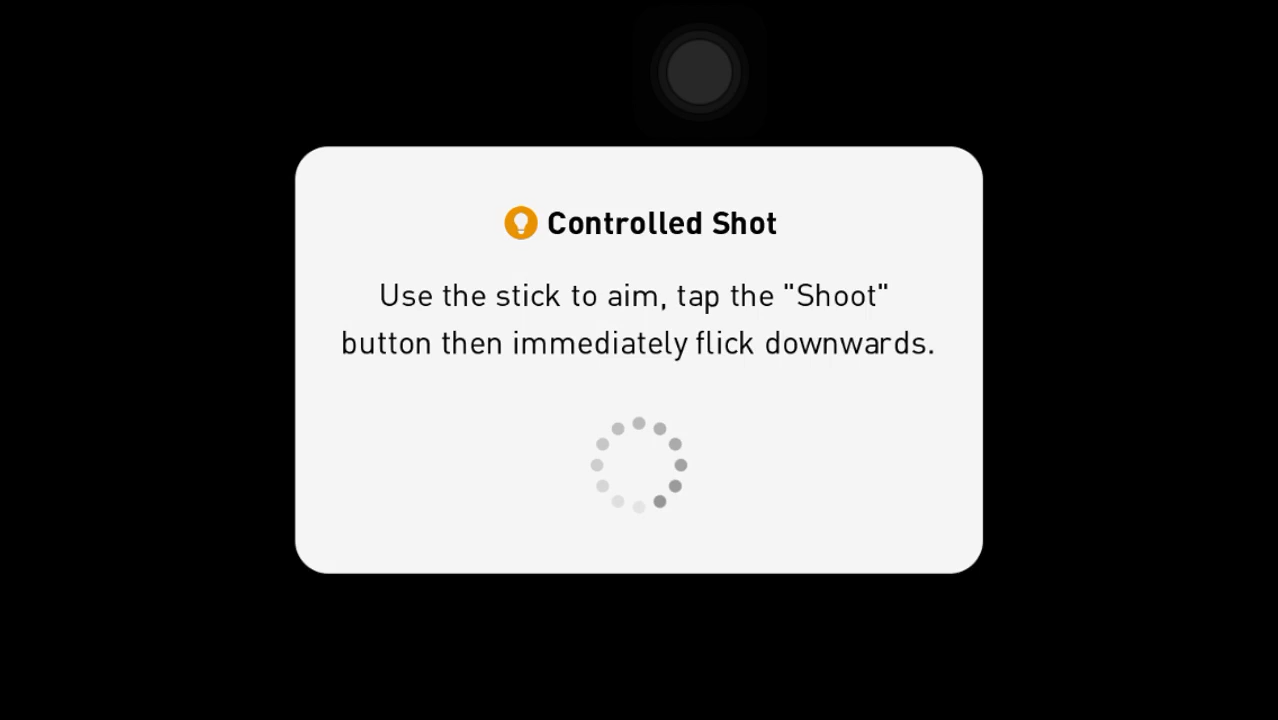 Controlled Shot
Use the stick to aim, tap the "Shoot"
button then immediately flick downwards.